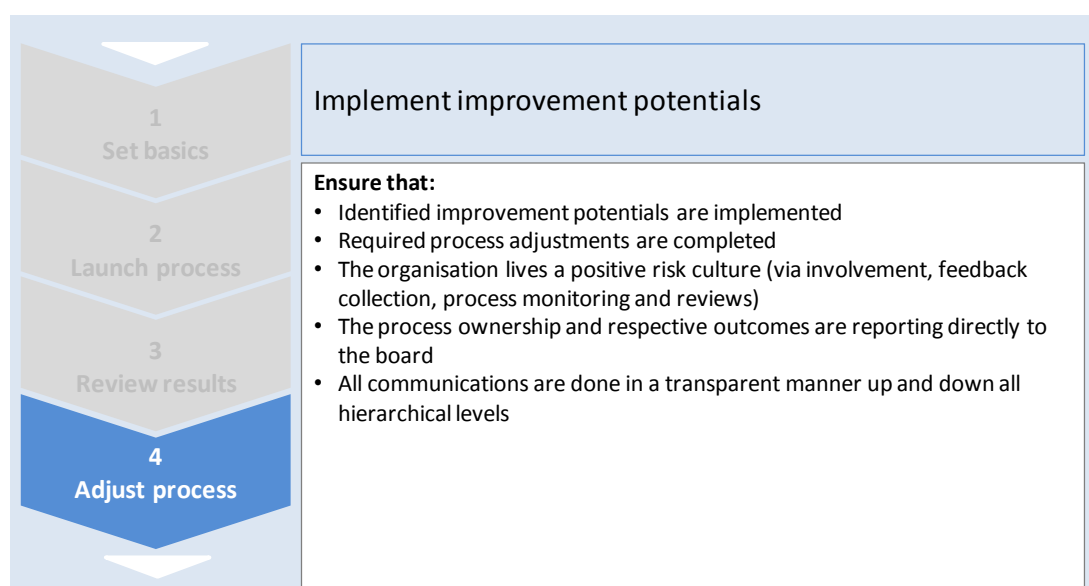 1
Set basics
2
Launch process
3
Review results
4
Adjust process
Implement improvement potentials
Ensure that:
• Identified improvement potentials are implemented
• Required process adjustments are completed
• The organisation lives a positive risk culture (via involvement, feedback
collection, process monitoring and reviews)
• The process ownership and respective outcomes are reporting directly to
the board
• All communications are done in a transparent manner up and down all
hierarchical levels